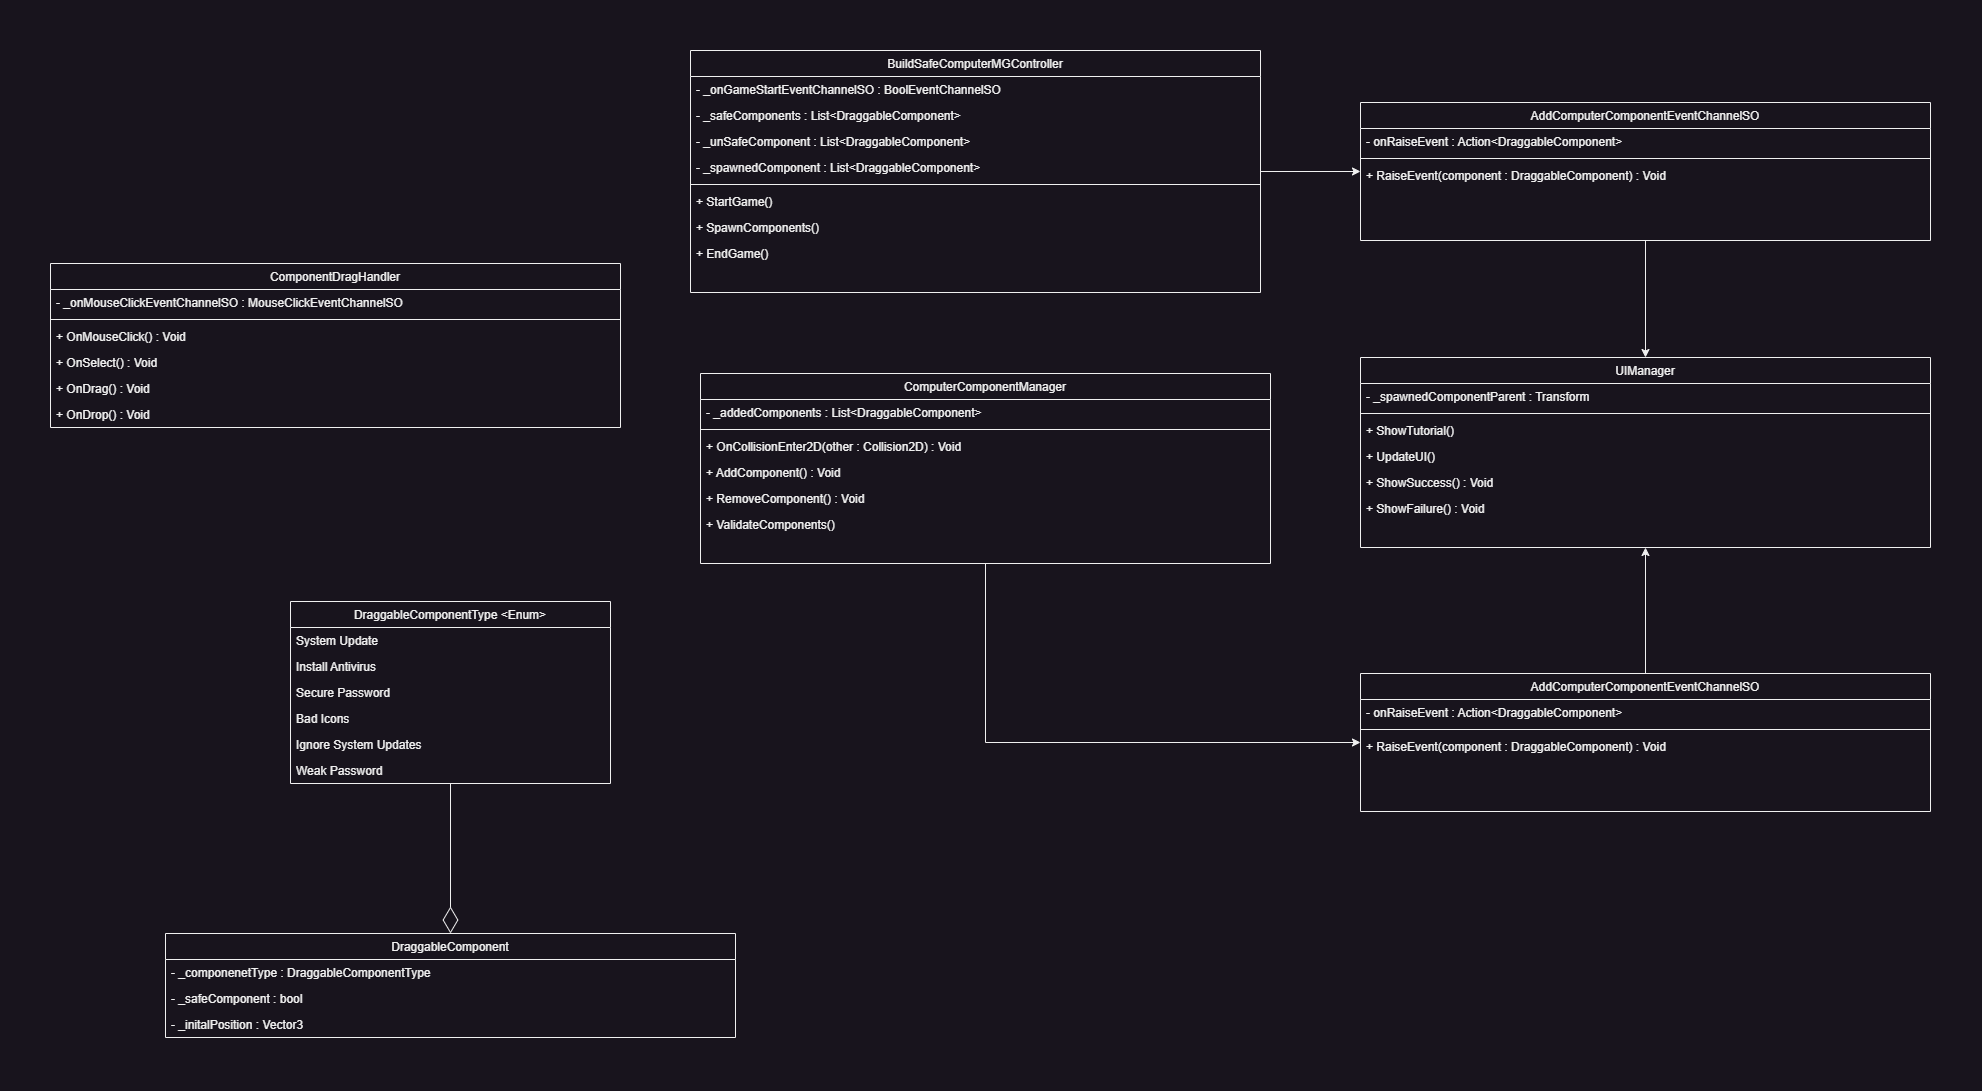 BuildSafeComputerMGController
- _onGameStartEventChannelSO : BoolEventChannelSO
- _safeComponents : List<DraggableComponent>
- _unSafeComponent : List<DraggableComponent>
- _spawnedComponent : List<DraggableComponent>
+ StartGame()
+ SpawnComponents()
+ EndGame()
AddComputerComponentEventChannelSO
- onRaiseEvent : Action<DraggableComponent>
+ RaiseEvent(component : DraggableComponent) : Void
ComponentDragHandler
- _onMouseClickEventChannelSO : MouseClickEventChannelSO
+ OnMouseClick() : Void
+ OnSelect() : Void
+ OnDrag() : Void
+ OnDrop() : Void
ComputerComponentManager
- _addedComponents : List<DraggableComponent>
+ OnCollisionEnter2D(other : Collision2D) : Void
+ AddComponent() : Void
+ RemoveComponent() : Void
+ ValidateComponents()
UIManager
- _spawnedComponentParent : Transform
+ ShowTutorial()
+ UpdateUI()
+ ShowSuccess() : Void
+ ShowFailure() : Void
DraggableComponentType <Enum>
System Update
Install Antivirus
Secure Password
Bad Icons
Ignore System Updates
Weak Password
AddComputerComponentEventChannelSO
- onRaiseEvent : Action<DraggableComponent>
+ RaiseEvent(component : DraggableComponent) : Void
DraggableComponent
- _componenetType : DraggableComponentType
- _safeComponent : bool
- _initalPosition : Vector3